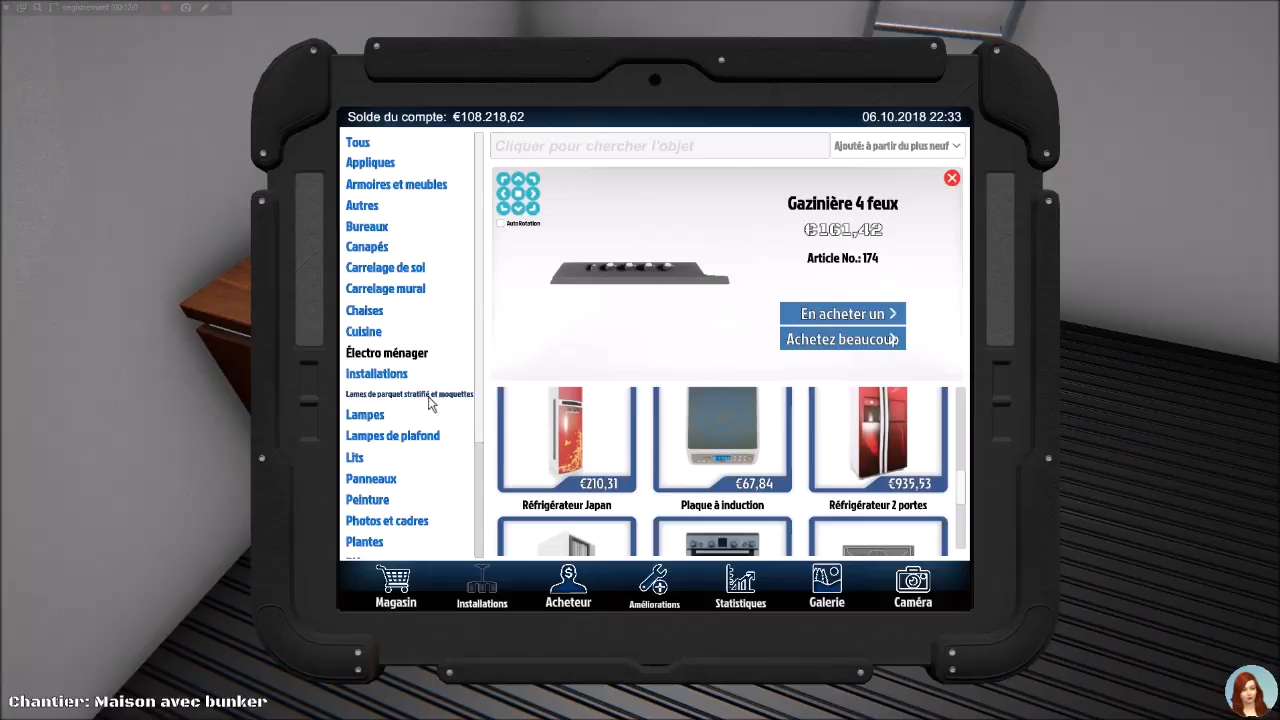 Solde du compte: €108.218,62
06.10.2018 22:33
Tous
Appliques
Armoires et meubles
Autres
Bureaux
Canapés
Carrelage de sol
Carrelage mural
Chaises
Cuisine
Électro ménager
Installations
Lames de parquet stratifié et moquettes
Lampes
Lampes de plafond
Lits
Panneaux
Peinture
Photos et cadres
Plantes
Cliquer pour chercher l'objet
Ajouté: à partir du plus neuf
Auto Rotation
Gazinière 4 feux
€161,42
Article No.: 174
En acheter un
Achetez beaucoup
€210,31
€67,84
€935,53
Réfrigérateur Japan
Plaque à induction
Réfrigérateur 2 portes
Magasin
Installations
Acheteur
Améliorations
Statistiques
Galerie
Caméra
Chantier: Maison avec bunker